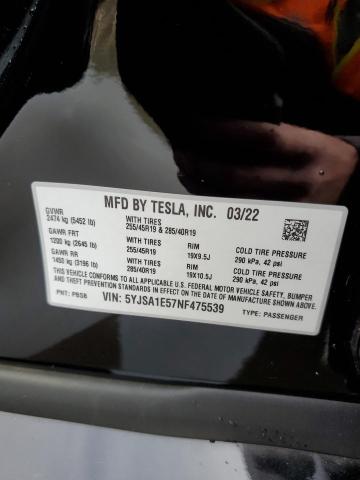 MFD BY TESLA, INC. 03/22
GVWR
2474 kg (5452 lb)
WITH TIRES
255/45R19 & 285/40R19
GAWR FRT
1200 kg (2645 lb)
WITH TIRES
255/45R19
RIM
19X9.5J
COLD TIRE PRESSURE
290 kPa, 42 psi
GAWR RR
1450 kg (3196 lb)
WITH TIRES
285/40R19
RIM
19X10.5J
COLD TIRE PRESSURE
290 kPa, 42 psi
THIS VEHICLE CONFORMS TO ALL APPLICABLE FEDERAL MOTOR VEHICLE SAFETY, BUMPER
AND THEFT PREVENTION STANDARDS IN EFFECT ON THE DATE OF MANUFACTURE SHOWN ABOVE
PNT: PBSB
VIN: 5YJSA1E57NF475539
TYPE: PASSENGER